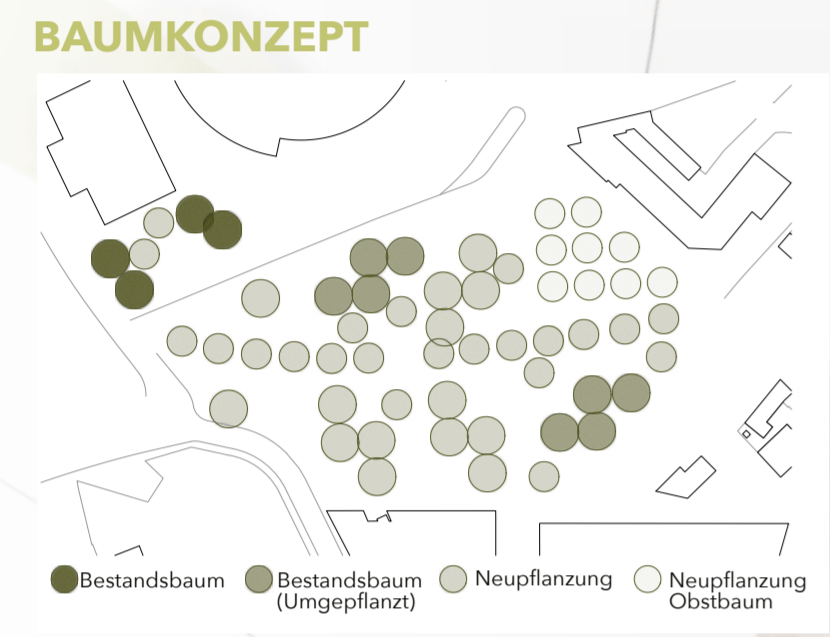 BAUMKONZEPT
Bestandsbaum
Bestandsbaum
(Umgepflanzt)
Neupflanzung
Neupflanzung
Obstbaum